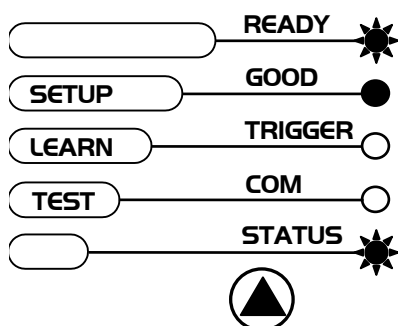 READY
SETUP GOOD
LEARN TRIGGER
TEST COM
STATUS